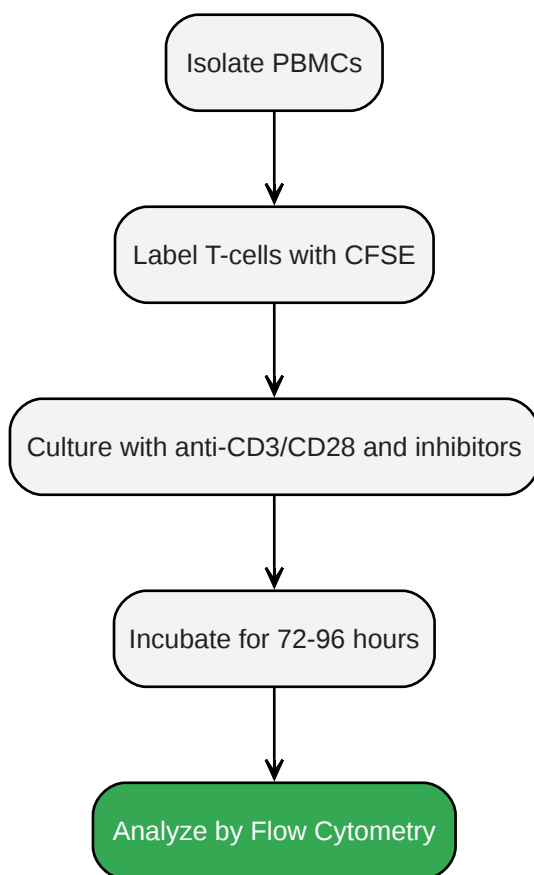 Isolate PBMCs
Label T-cells with CFSE
Culture with anti-CD3/CD28 and inhibitors
Incubate for 72-96 hours
Analyze by Flow Cytometry